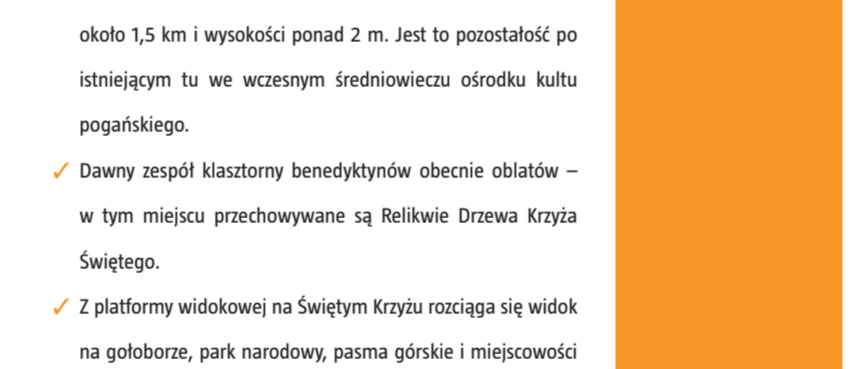 około 1,5 km i wysokości ponad 2 m. Jest to pozostałość po
istniejącym tu we wczesnym średniowieczu ośrodku kultu
pogańskiego.
✓ Dawny zespół klasztorny benedyktynów obecnie oblatów –
w tym miejscu przechowywane są Relikwie Drzewa Krzyża
Świętego.
✓ Z platformy widokowej na Świętym Krzyżu rozciąga się widok
na gołoborze, park narodowy, pasma górskie i miejscowości